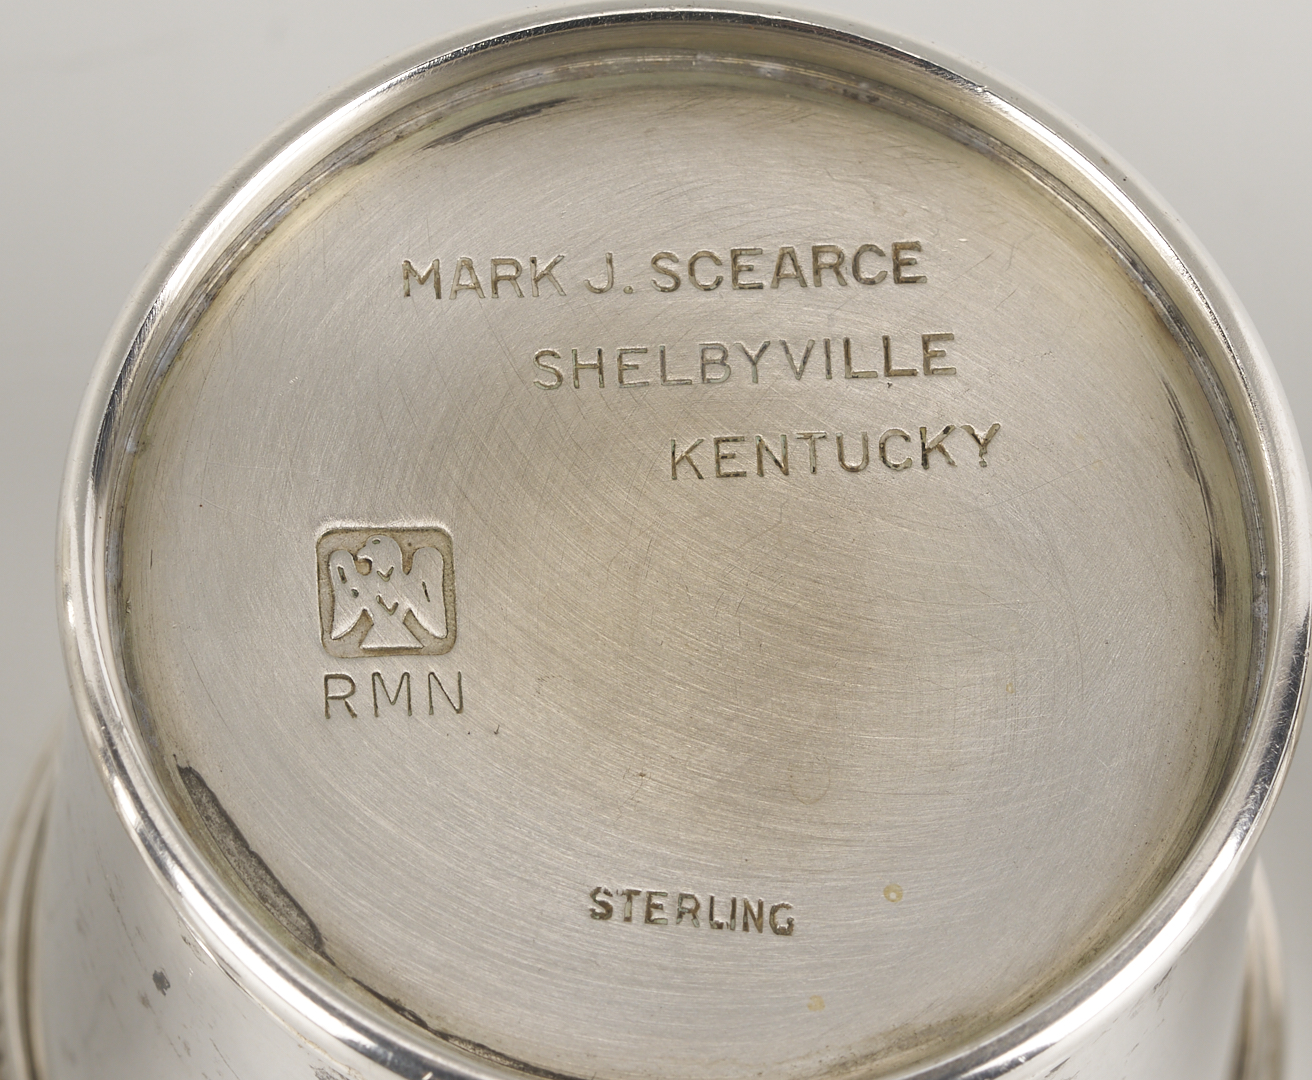 MARK J. SCEARCE
SHELBYVILLE
KENTUCKY
RMN
STERLING